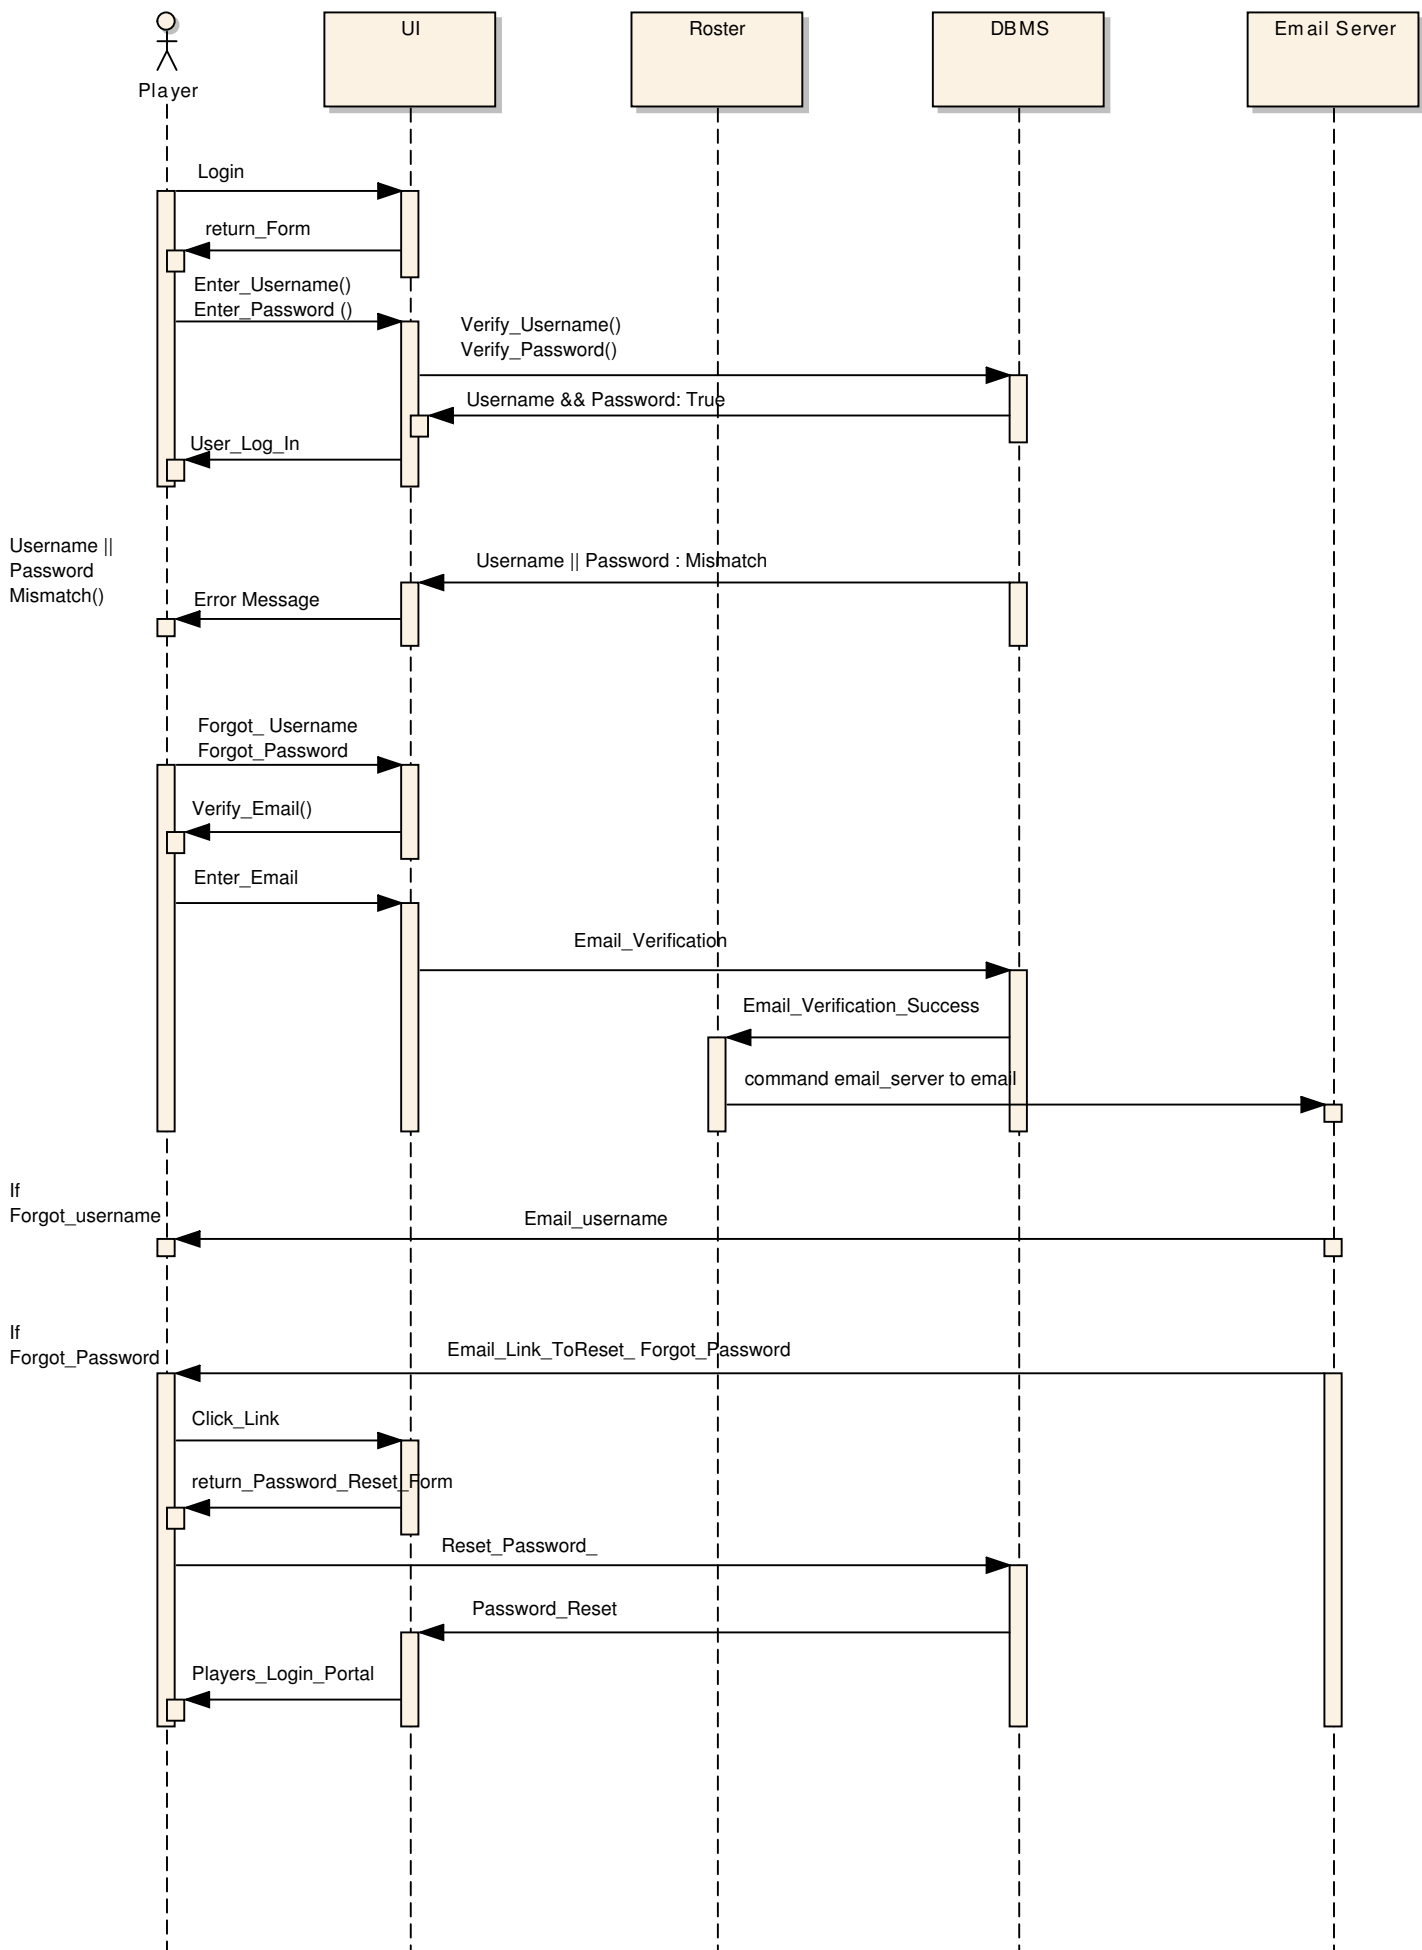 Player
UI
Roster
DBMS
Email Server
Login
return_Form
Enter_Username()
Enter_Password ()
Verify_Username()
Verify_Password()
Username && Password: True
User_Log_In
Username ||
Password
Mismatch()
Username || Password : Mismatch
Error Message
Forgot_ Username
Forgot_Password
Verify_Email()
Enter_Email
Email_Verification
Email_Verification_Success
command email_server to email
If
Forgot_username
Email_username
If
Forgot_Password
Email_Link_ToReset_ Forgot_Password
Click_Link
return_Password_Reset_Form
Reset_Password_
Password_Reset
Players_Login_Portal